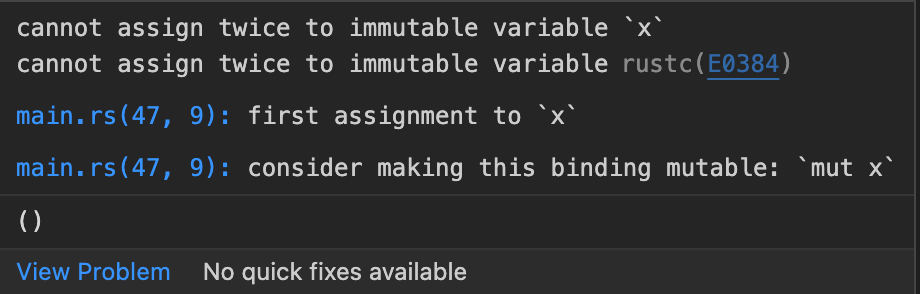 cannot assign twice to immutable variable `x`
cannot assign twice to immutable variable rustc(E0384)
main.rs(47, 9): first assignment to `x`
main.rs(47, 9): consider making this binding mutable: `mut x`
()
View Problem No quick fixes available